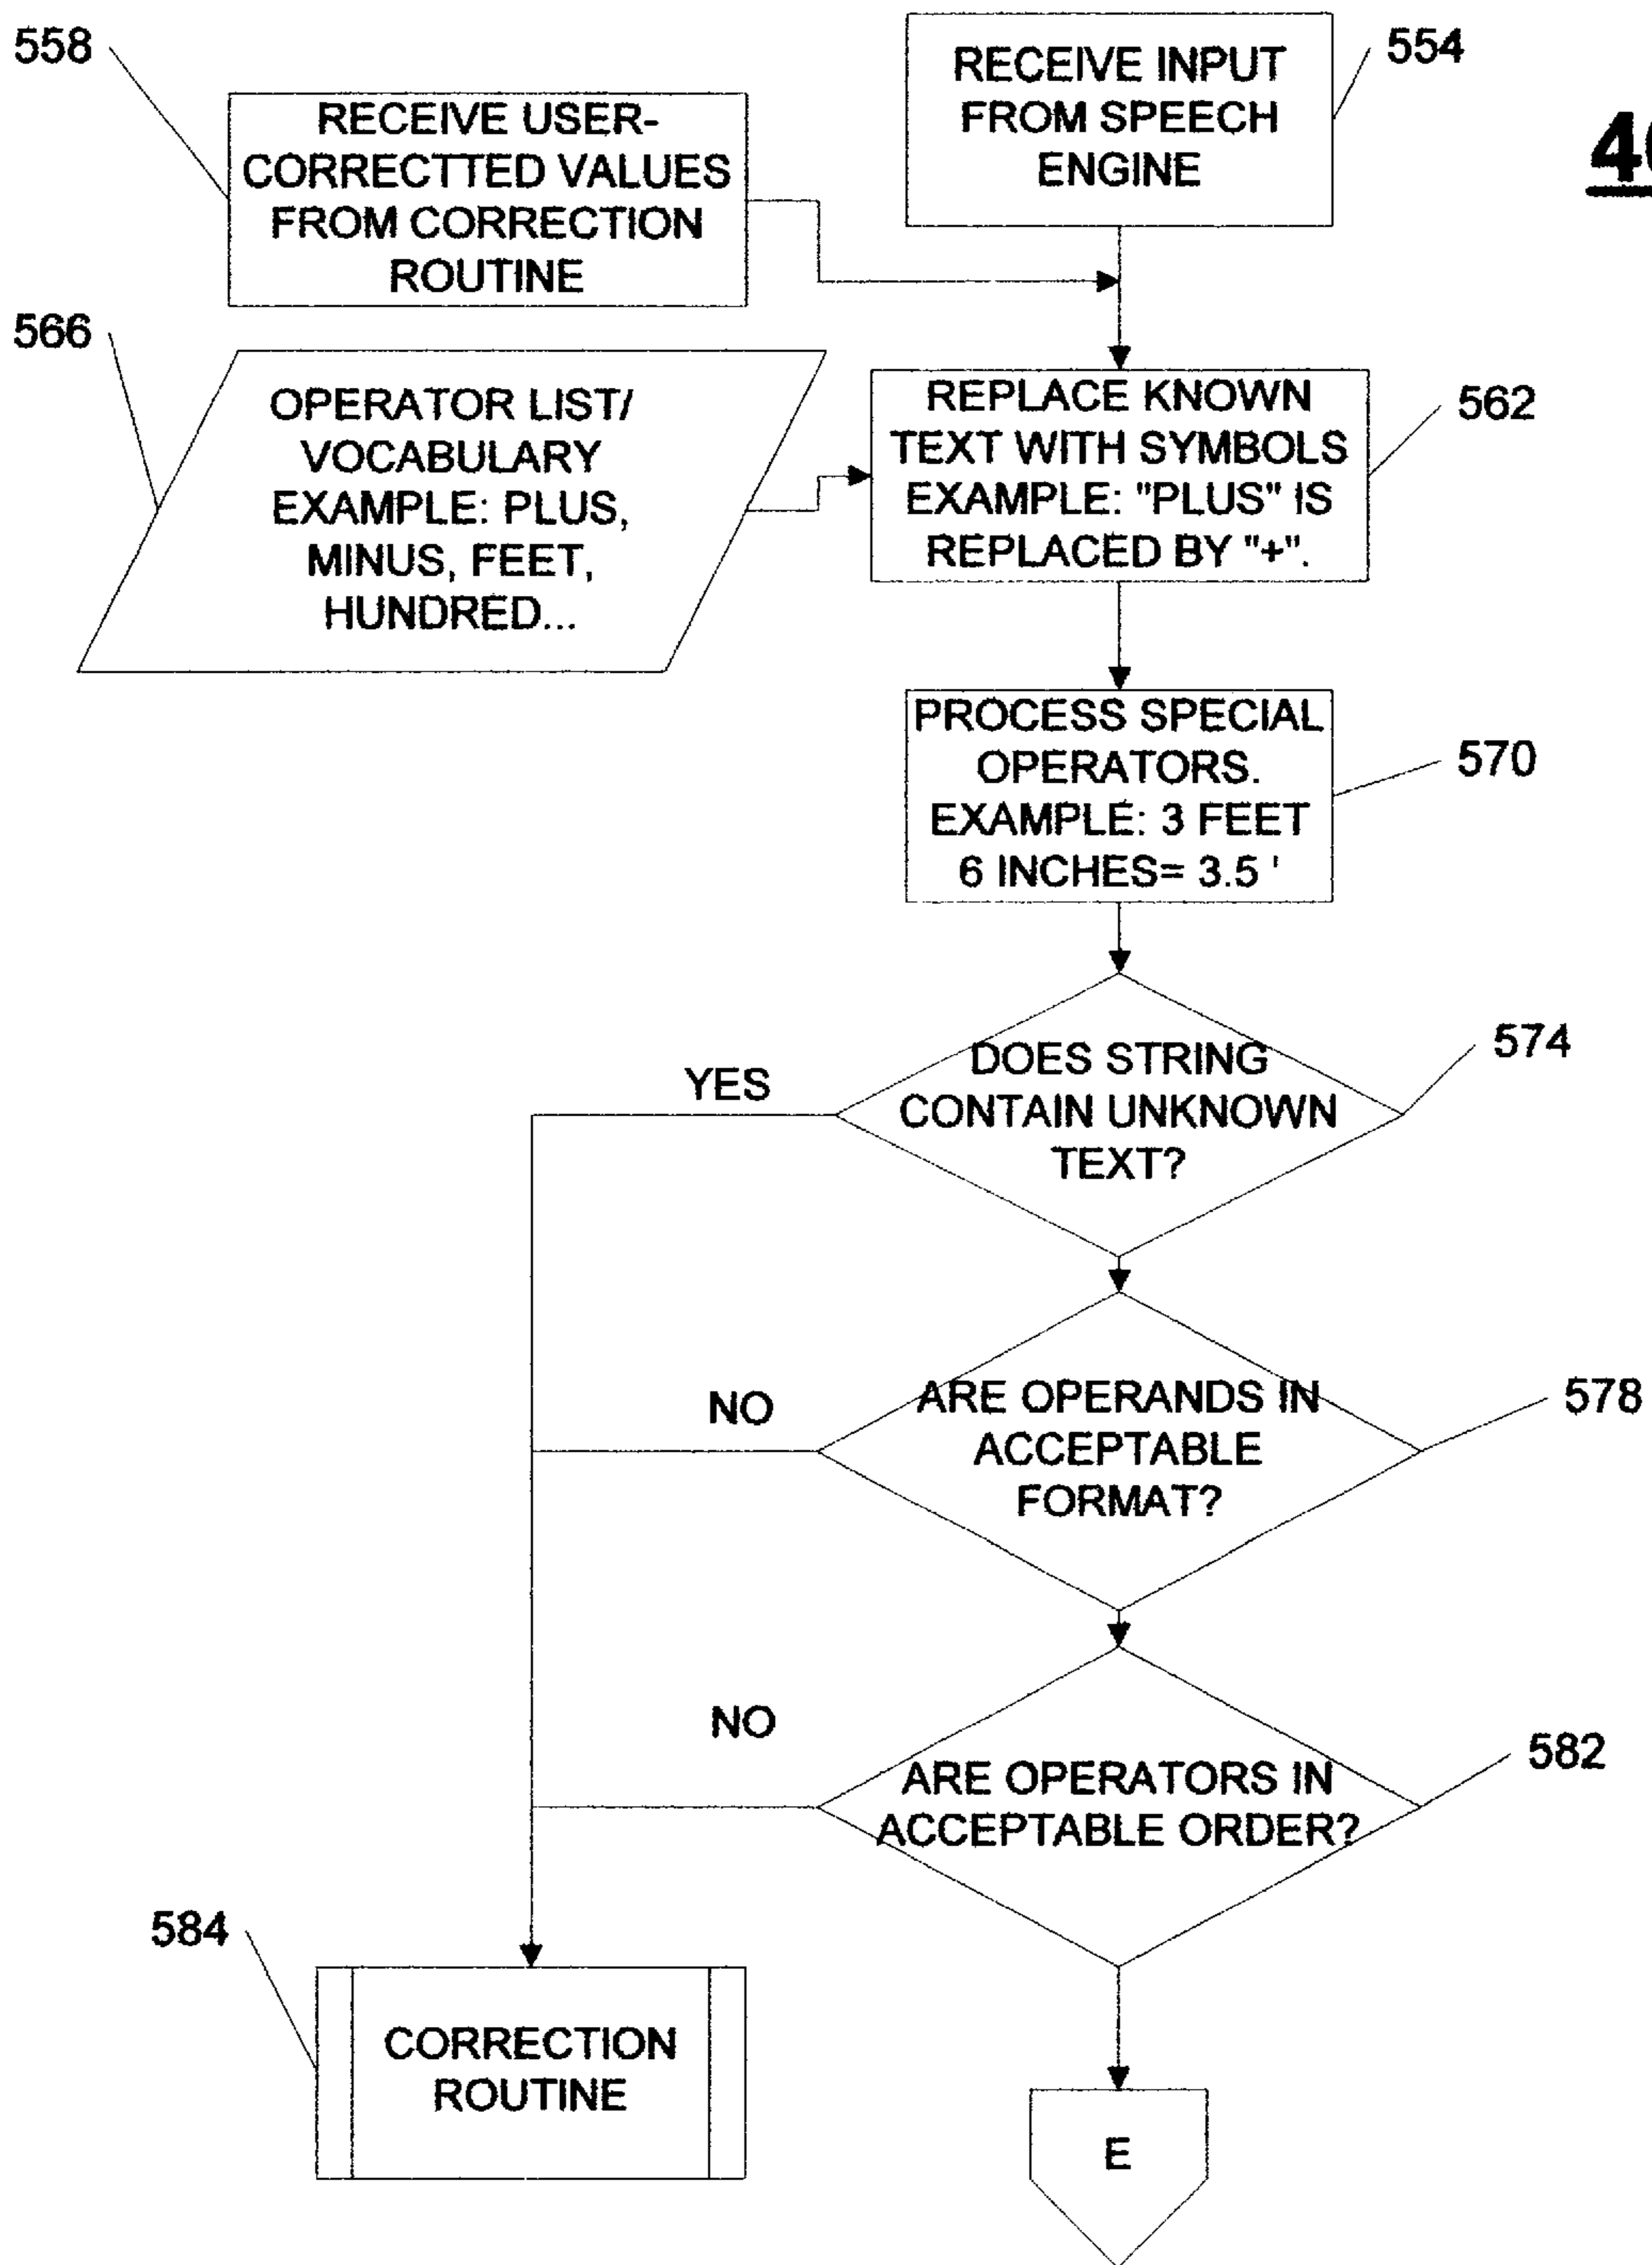 558
RECEIVE USER-
CORRECTTED VALUES
FROM CORRECTION
ROUTINE
RECEIVE INPUT
FROM SPEECH
ENGINE
554
566
OPERATOR LIST/
VOCABULARY
EXAMPLE: PLUS,
MINUS, FEET,
HUNDRED...
REPLACE KNOWN
TEXT WITH SYMBOLS
EXAMPLE: "PLUS" IS
REPLACED BY "+".
562
PROCESS SPECIAL
OPERATORS.
EXAMPLE: 3 FEET
6 INCHES= 3.5 '
570
DOES STRING
CONTAIN UNKNOWN
TEXT?
574
YES
ARE OPERANDS IN
ACCEPTABLE
FORMAT?
578
NO
ARE OPERATORS IN
ACCEPTABLE ORDER?
582
NO
584
CORRECTION
ROUTINE
E